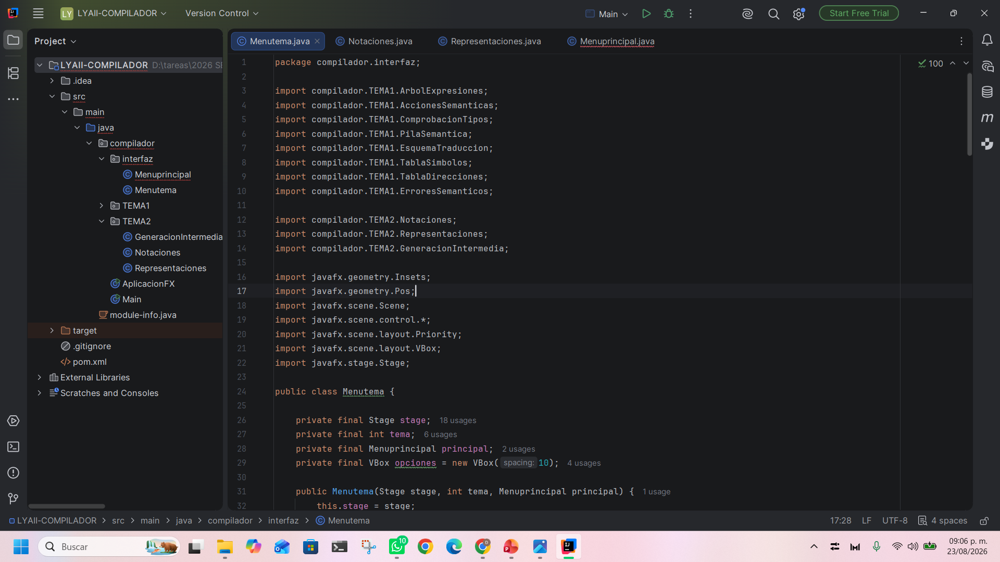 LY LYAII-COMPILADOR Version Control Main Start Free Trial
Project
LYAII-COMPILADOR D:\tareas\2026 SE
.idea
src
main
java
compilador
interfaz
Menuprincipal
Menutema
TEMA1
TEMA2
GeneracionIntermedia
Notaciones
Representaciones
AplicacionFX
Main
module-info.java
target
.gitignore
pom.xml
External Libraries
Scratches and Consoles
Menutema.java Notaciones.java Representaciones.java Menuprincipal.java
100
1 package compilador.interfaz;
2
3 import compilador.TEMA1.ArbolExpresiones;
4 import compilador.TEMA1.AccionesSemanticas;
5 import compilador.TEMA1.ComprobacionTipos;
6 import compilador.TEMA1.PilaSemantica;
7 import compilador.TEMA1.EsquemaTraduccion;
8 import compilador.TEMA1.TablaSimbolos;
9 import compilador.TEMA1.TablaDirecciones;
10 import compilador.TEMA1.ErroresSemanticos;
11
12 import compilador.TEMA2.Notaciones;
13 import compilador.TEMA2.Representaciones;
14 import compilador.TEMA2.GeneracionIntermedia;
15
16 import javafx.geometry.Insets;
17 import javafx.geometry.Pos;
18 import javafx.scene.Scene;
19 import javafx.scene.control.*;
20 import javafx.scene.layout.Priority;
21 import javafx.scene.layout.VBox;
22 import javafx.stage.Stage;
23
24 public class Menutema {
25
26 private final Stage stage; 18 usages
27 private final int tema; 6 usages
28 private final Menuprincipal principal; 2 usages
29 private final VBox opciones = new VBox( spacing: 10); 4 usages
30
31 public Menutema(Stage stage, int tema, Menuprincipal principal) { 1 usage
32 this.stage = stage;
LYAII-COMPILADOR > src > main > java > compilador > interfaz > Menutema 17:28 LF UTF-8 4 spaces
Buscar
10
09:06 p. m.
23/08/2026